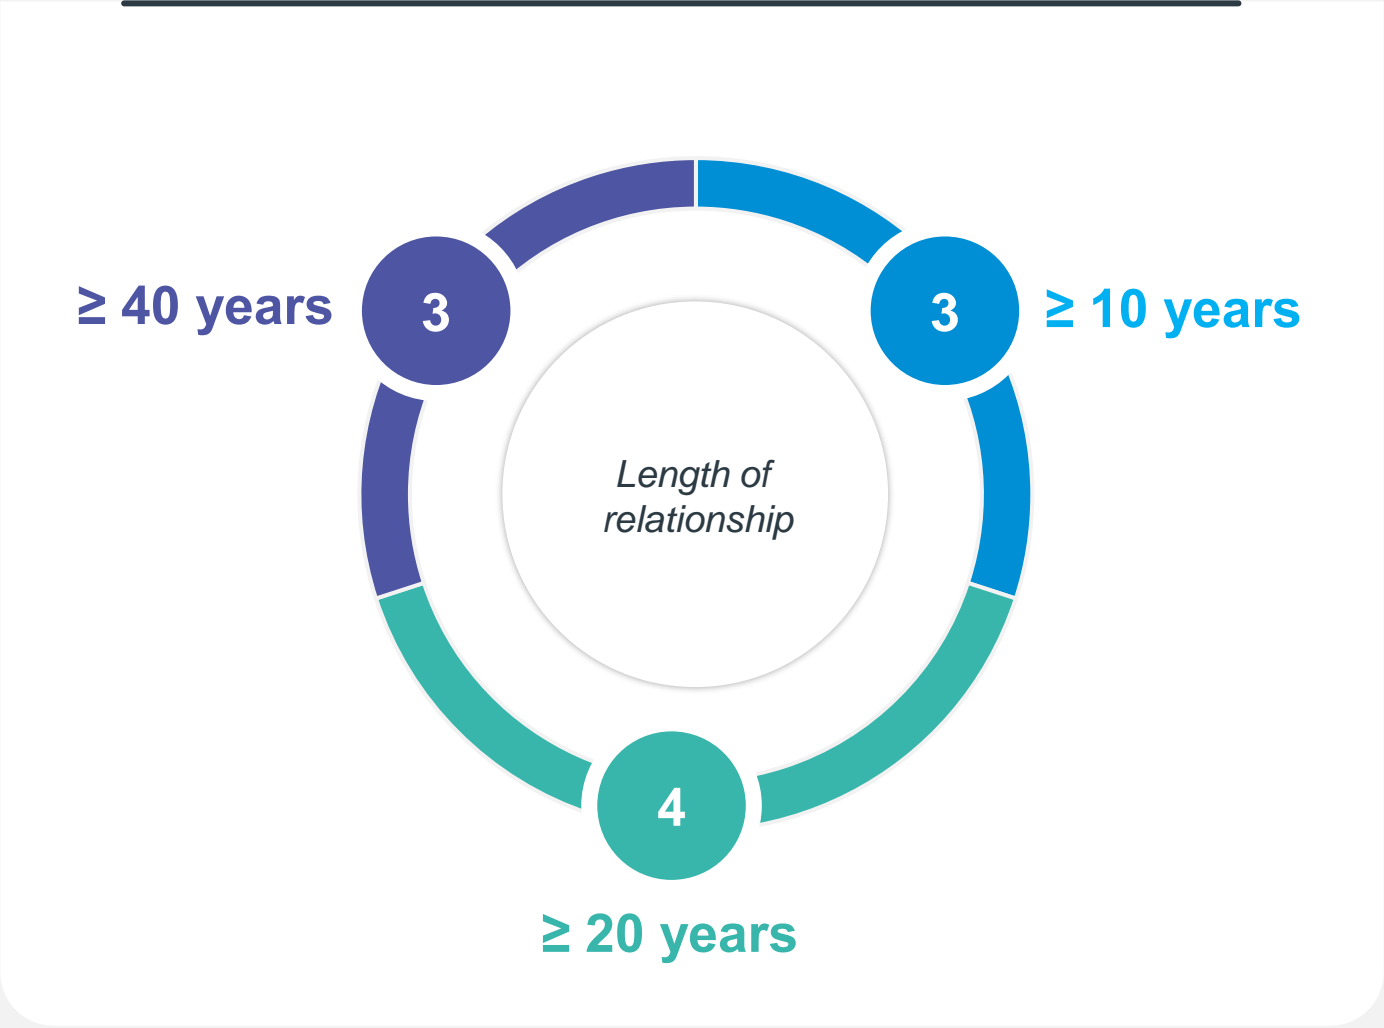 ≥ 40 years
3
3
≥ 10 years
Length of
relationship
4
≥ 20 years